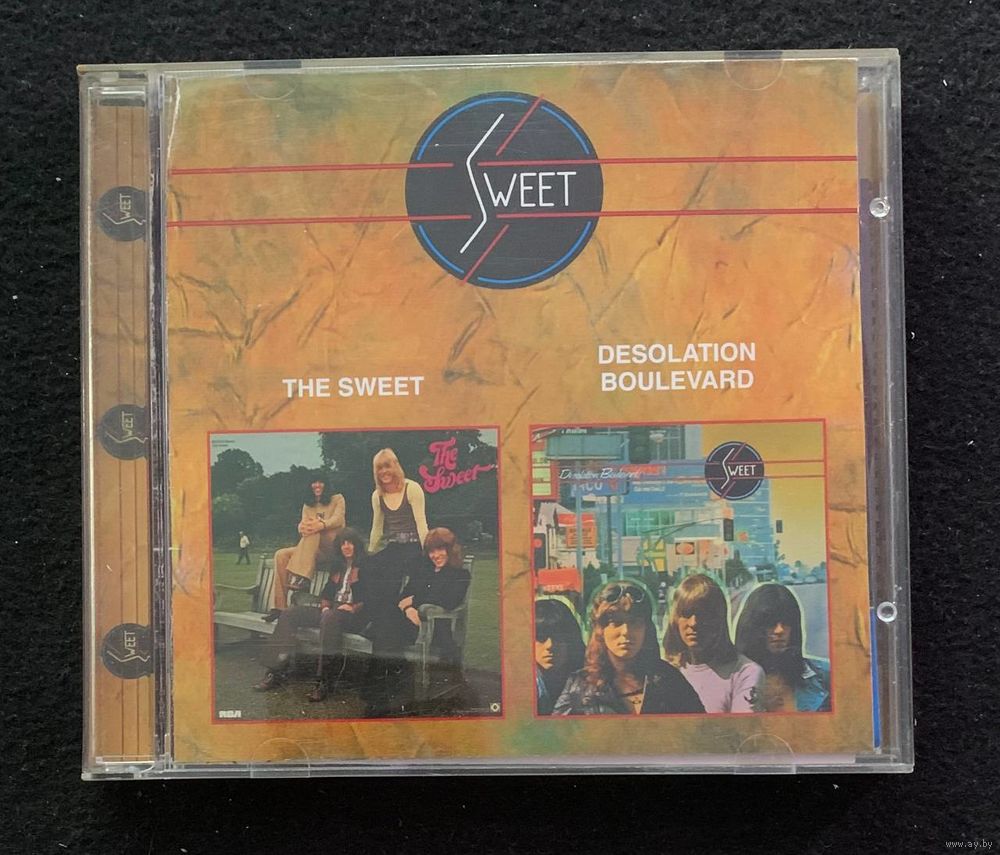 SWEET
SWEET
SWEET
SWEET
DESOLATION
BOULEVARD
THE SWEET
The
Sweet
RCA
Desolation Boulevard
SWEET
www.ay.by